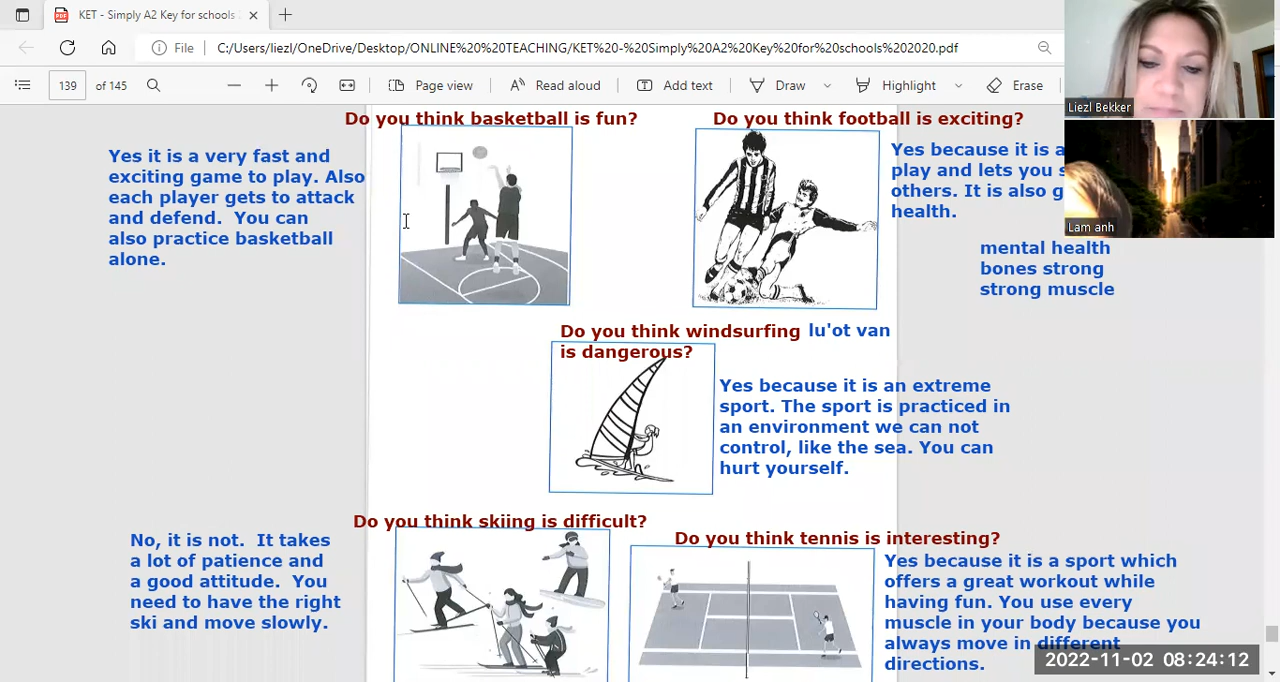 KET - Simply A2 Key for schools
File
C:/Users/liezl/OneDrive/Desktop/ONLINE%20%20TEACHING/KET%20-%20Simply%20A2%20Key%20for%20schools%202020.pdf
139 of 145
Page view
Read aloud
Add text
Draw
Highlight
Erase
Liezl Bekker
Lam anh
Do you think basketball is fun?
Yes it is a very fast and
exciting game to play. Also
each player gets to attack
and defend. You can
also practice basketball
alone.
Do you think football is exciting?
Yes because it is a
play and lets you
others. It is also
health.
mental health
bones strong
strong muscle
Do you think windsurfing
is dangerous?
lu'ot van
Yes because it is an extreme
sport. The sport is practiced in
an environment we can not
control, like the sea. You can
hurt yourself.
Do you think skiing is difficult?
No, it is not. It takes
a lot of patience and
a good attitude. You
need to have the right
ski and move slowly.
Do you think tennis is interesting?
Yes because it is a sport which
offers a great workout while
having fun. You use every
muscle in your body because you
always move in different
directions.
2022-11-02 08:24:12